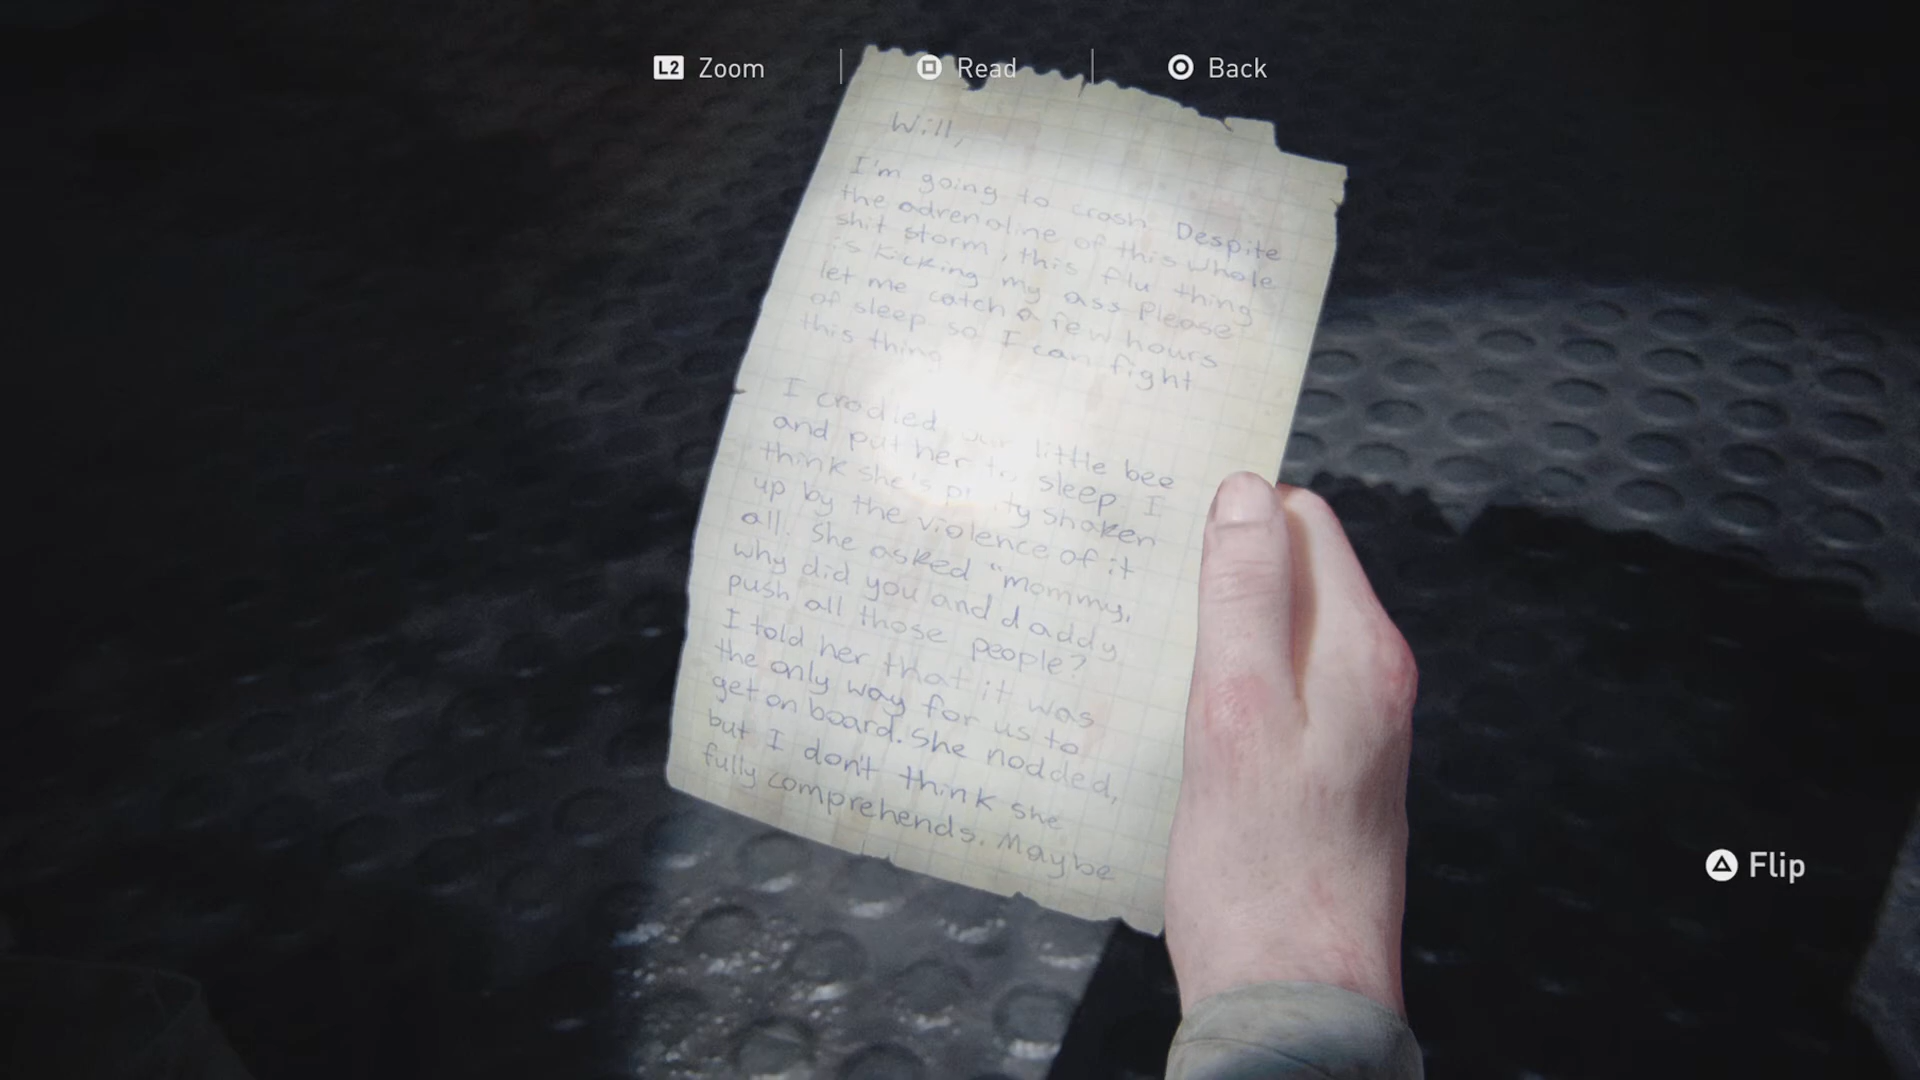 L2 Zoom
Read
Back
Will,
I'm going to crash. Despite
the adrenaline of this whole
shit storm, this flu thing
is kicking my ass. Please
let me catch a few hours
of sleep so I can fight
this thing
I cradled our little bee
and put her to sleep. I
think she's pretty shaken
up by the violence of it
all. She asked "mommy,
why did you and daddy
push all those people?
I told her that it was
the only way for us to
get on board. She nodded,
but I don't think she
fully comprehends. Maybe
Flip